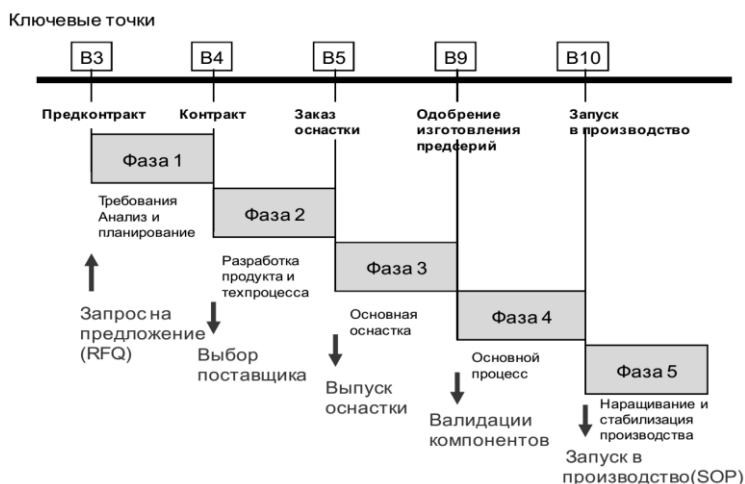 Ключевые точки
B3
B4
B5
B9
B10
Предконтракт
Контракт
Заказ
оснастки
Одобрение
изготовления
предсерий
Запуск
в производство
Фаза 1
Требования
Анализ и
планирование
Фаза 2
Разработка
продукта и
техпроцесса
Фаза 3
Основная
оснастка
Фаза 4
Основной
процесс
Фаза 5
Наращивание и
стабилизация
производства
Запрос на
предложение
(RFQ)
Выбор
поставщика
Выпуск
оснастки
Валидации
компонентов
Запуск в
производство(SOP)